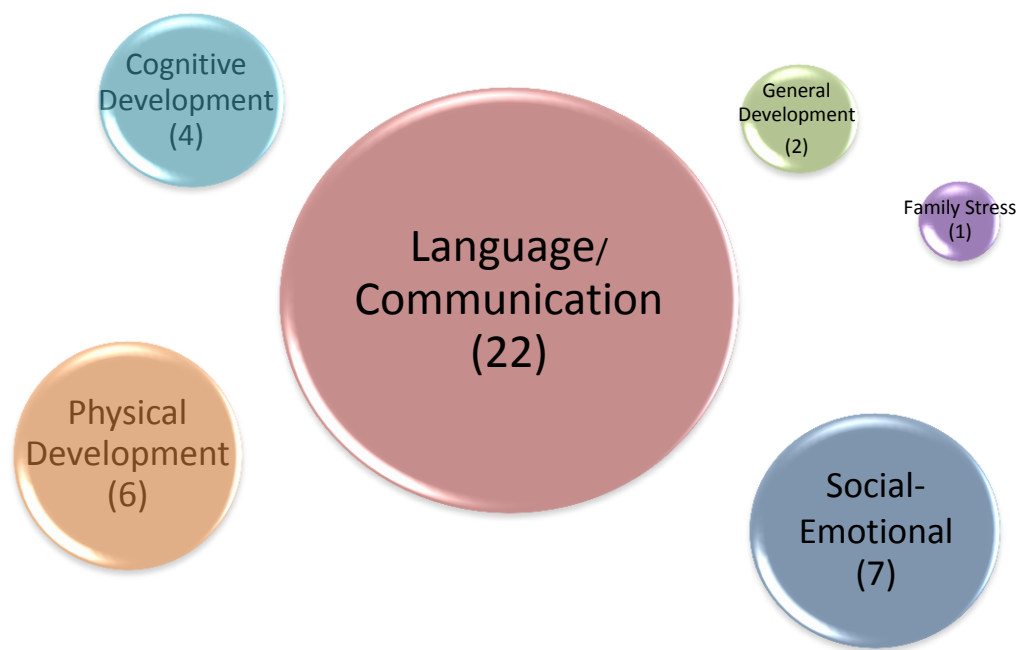 Cognitive
Development
(4)
General
Development
(2)
Family Stress
(1)
Language/
Communication
(22)
Physical
Development
(6)
Social-
Emotional
(7)